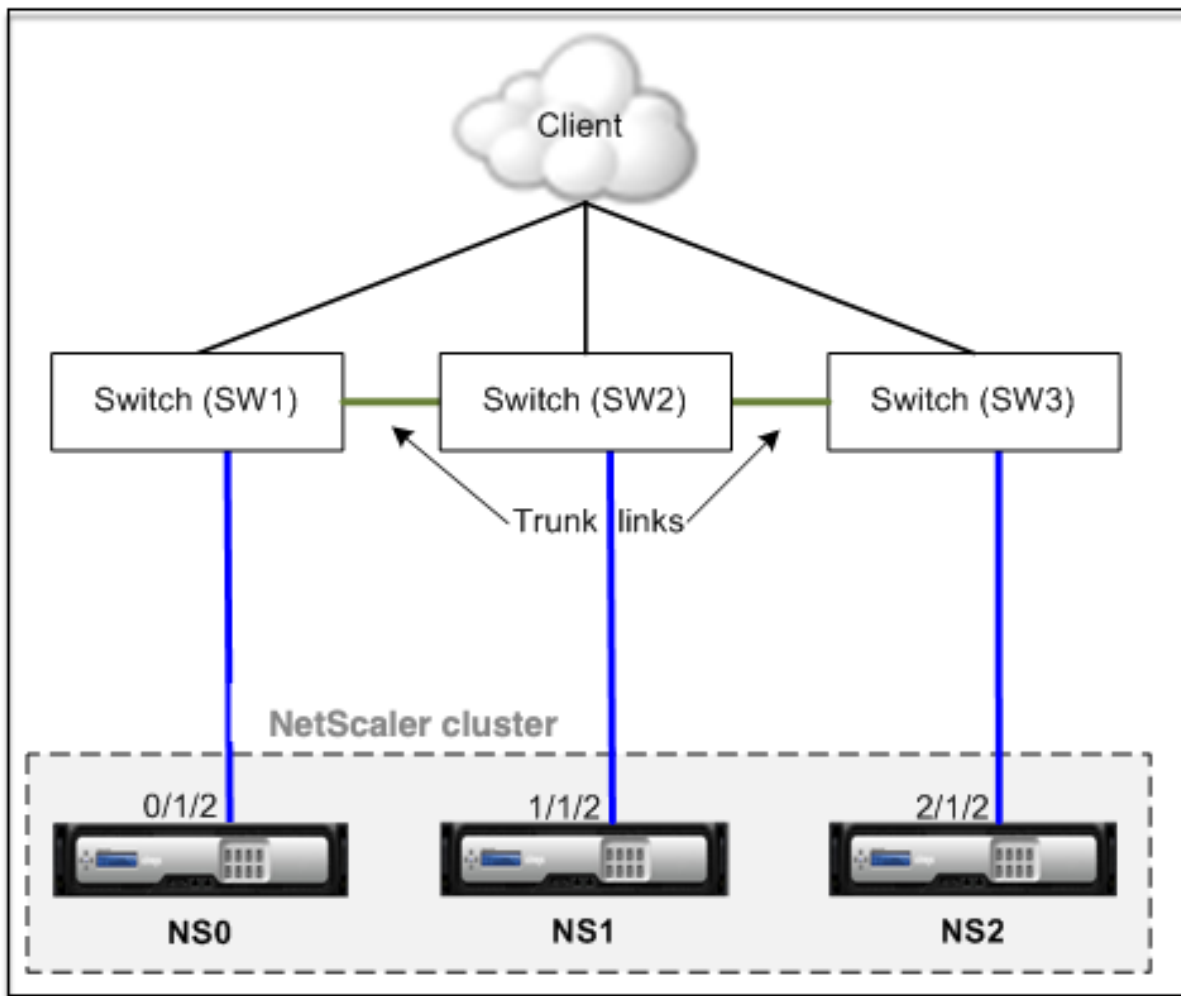 Client
Switch (SW1)
Switch (SW2)
Switch (SW3)
Trunk links
NetScaler cluster
0/1/2
1/1/2
2/1/2
NS0
NS1
NS2